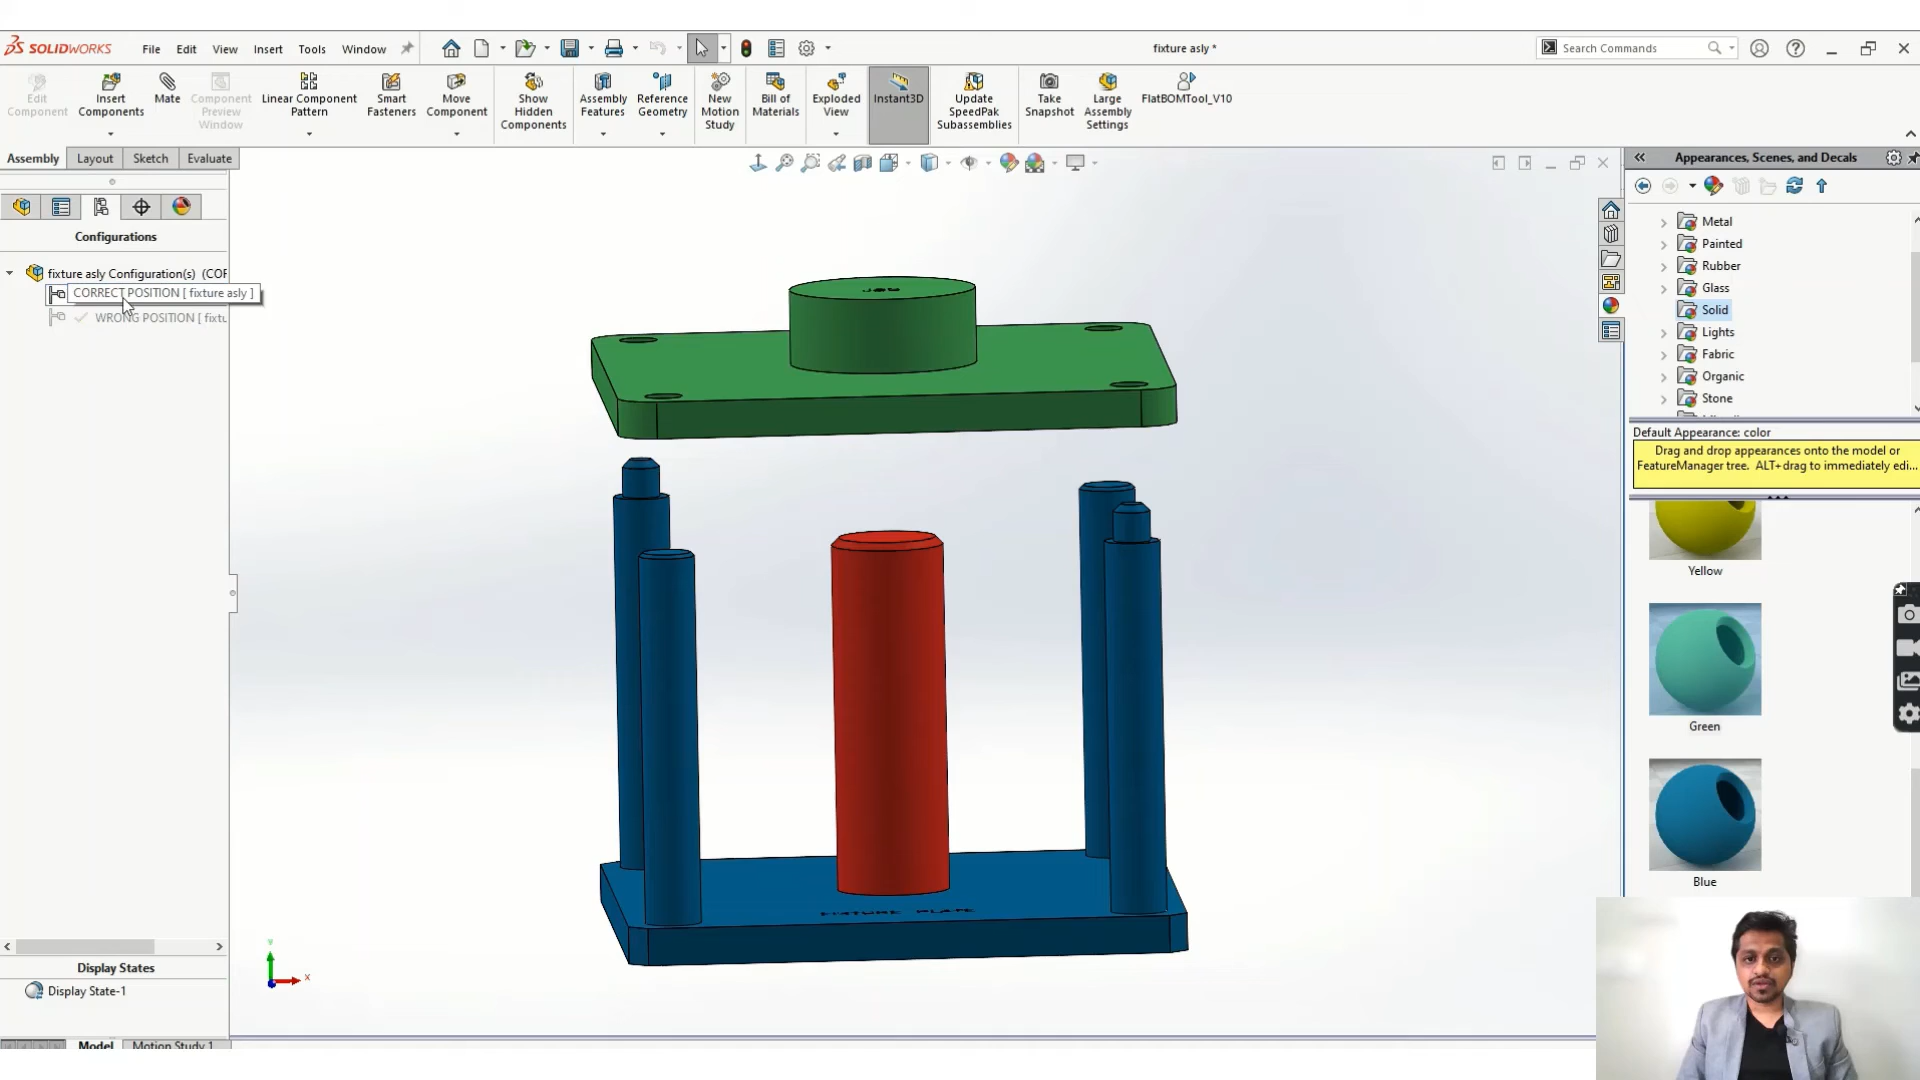 SOLIDWORKS
File Edit View Insert Tools Window
fixture asly *
Search Commands
Edit Component
Insert Components
Mate
Component Preview Window
Linear Component Pattern
Smart Fasteners
Move Component
Show Hidden Components
Assembly Features
Reference Geometry
New Motion Study
Bill of Materials
Exploded View
Instant3D
Update SpeedPak Subassemblies
Take Snapshot
Large Assembly Settings
FlatBOMTool_V10
Assembly Layout Sketch Evaluate
Configurations
fixture asly Configuration(s) (COF
CORRECT POSITION [ fixture asly ]
WRONG POSITION [ fixtu
JOB
FIXTURE PLATE
Y
X
Display States
Display State-1
Model Motion Study 1
Appearances, Scenes, and Decals
Metal
Painted
Rubber
Glass
Solid
Lights
Fabric
Organic
Stone
Default Appearance: color
Drag and drop appearances onto the model or
FeatureManager tree. ALT+drag to immediately edi...
Yellow
Green
Blue